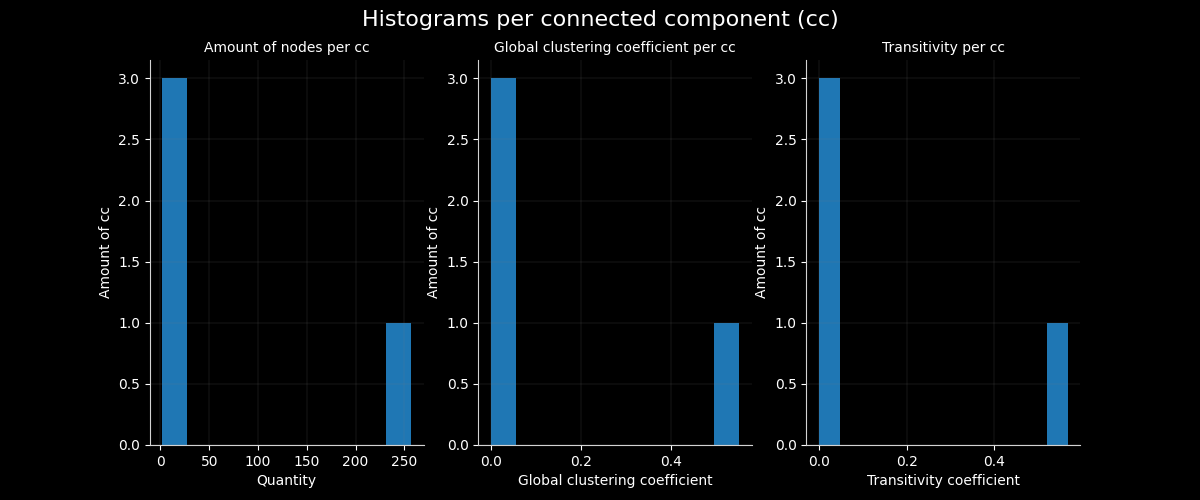 Histograms per connected component (cc)
Amount of nodes per cc
Global clustering coefficient per cc
Transitivity per cc
Amount of cc
3.0
2.5
2.0
1.5
1.0
0.5
0.0
0 50 100 150 200 250
Quantity
Amount of cc
3.0
2.5
2.0
1.5
1.0
0.5
0.0
0.0 0.2 0.4
Global clustering coefficient
Amount of cc
3.0
2.5
2.0
1.5
1.0
0.5
0.0
0.0 0.2 0.4
Transitivity coefficient